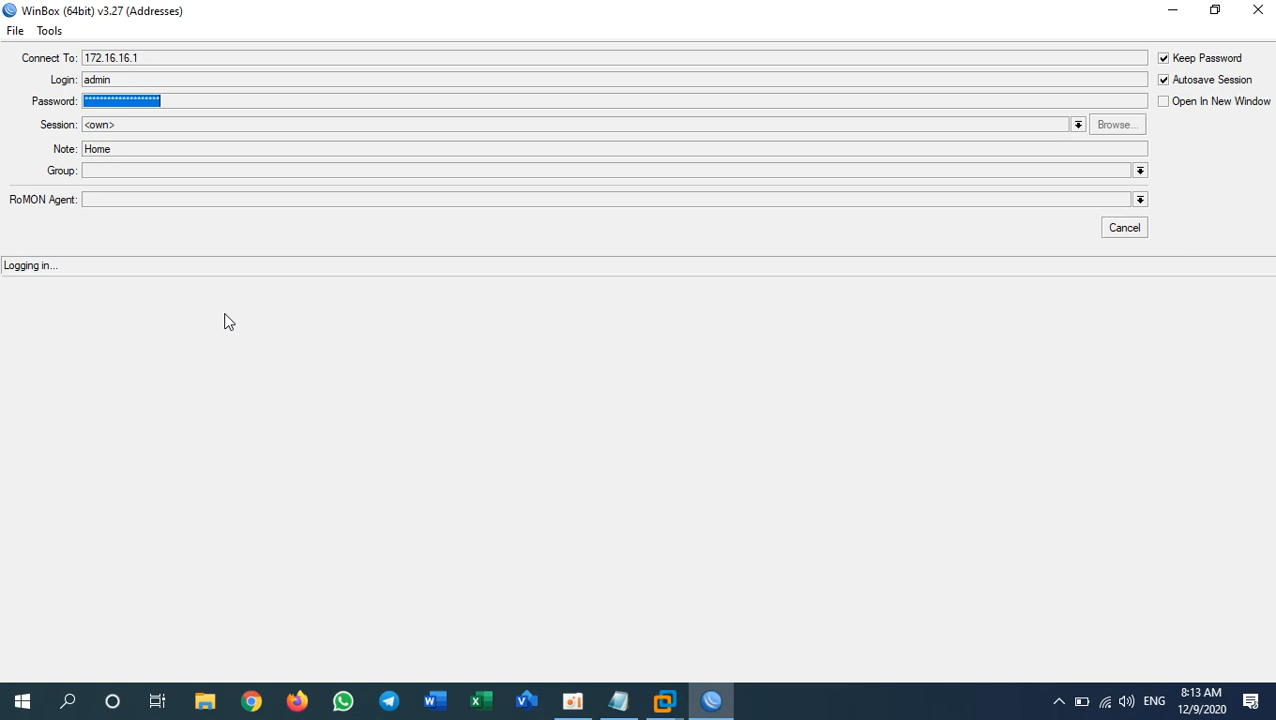 WinBox (64bit) v3.27 (Addresses)
File Tools
Connect To: 172.16.16.1
Keep Password
Login: admin
Autosave Session
Password: ********************
Open In New Window
Session: <own>
Browse...
Note: Home
Group:
RoMON Agent:
Cancel
Logging in...
ENG
8:13 AM
12/9/2020